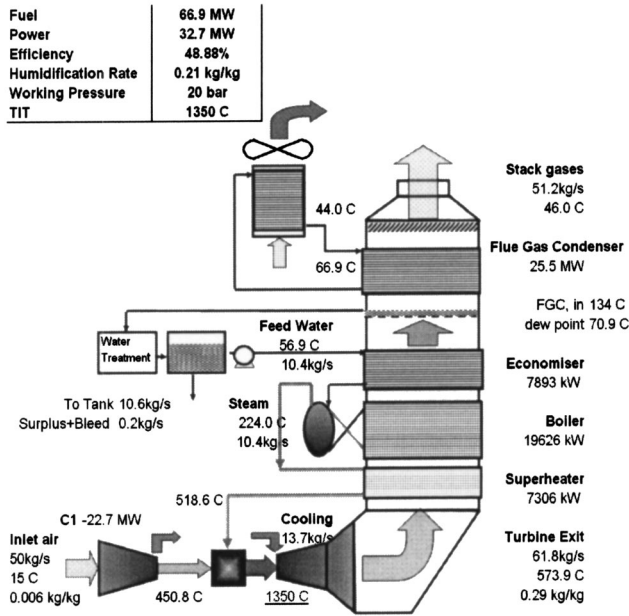 Fuel 66.9 MW
Power 32.7 MW
Efficiency 48.88%
Humidification Rate 0.21 kg/kg
Working Pressure 20 bar
TIT 1350 C
Stack gases
51.2kg/s
46.0 C
44.0 C
Flue Gas Condenser
66.9 C
25.5 MW
FGC, in 134 C
dew point 70.9 C
Water
Treatment
Feed Water
56.9 C
10.4kg/s
Economiser
7893 kW
To Tank 10.6kg/s
Surplus+Bleed 0.2kg/s
Steam
224.0 C
10.4kg/s
Boiler
19626 kW
Superheater
7306 kW
518.6 C
C1 -22.7 MW
Cooling
13.7kg/s
Inlet air
50kg/s
15 C
0.006 kg/kg
450.8 C
1350 C
Turbine Exit
61.8kg/s
573.9 C
0.29 kg/kg